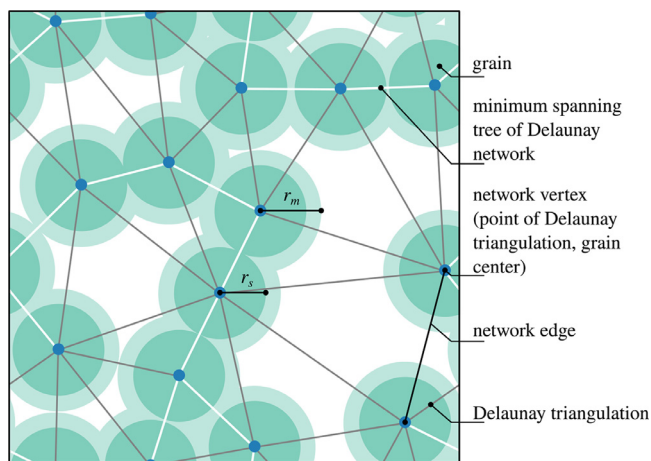 grain
minimum spanning
tree of Delaunay
network
r_m
network vertex
(point of Delaunay
triangulation, grain
center)
r_s
network edge
Delaunay triangulation